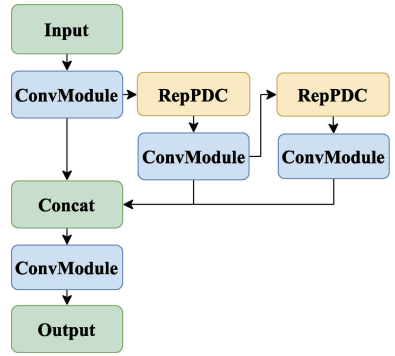 Input
ConvModule
RepPDC
RepPDC
ConvModule
ConvModule
Concat
ConvModule
Output